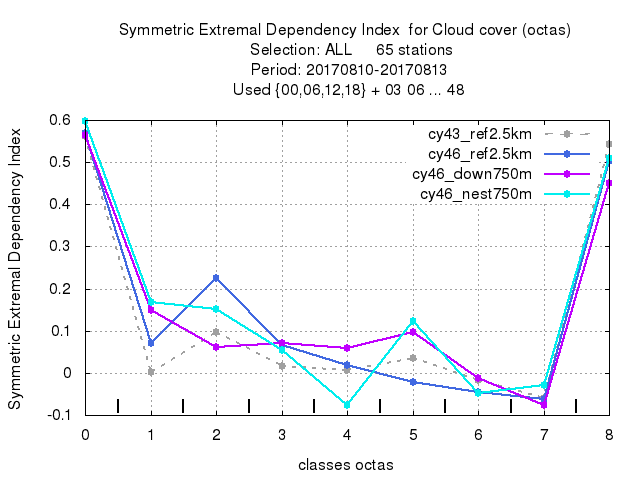 Symmetric Extremal Dependency Index  for Cloud cover (octas)
Selection: ALL     65 stations
Period: 20170810-20170813
Used {00,06,12,18} + 03 06 ... 48
Symmetric Extremal Dependency Index
0.6
0.5
0.4
0.3
0.2
0.1
0
-0.1
cy43_ref2.5km
cy46_ref2.5km
cy46_down750m
cy46_nest750m
0 1 2 3 4 5 6 7 8
classes octas